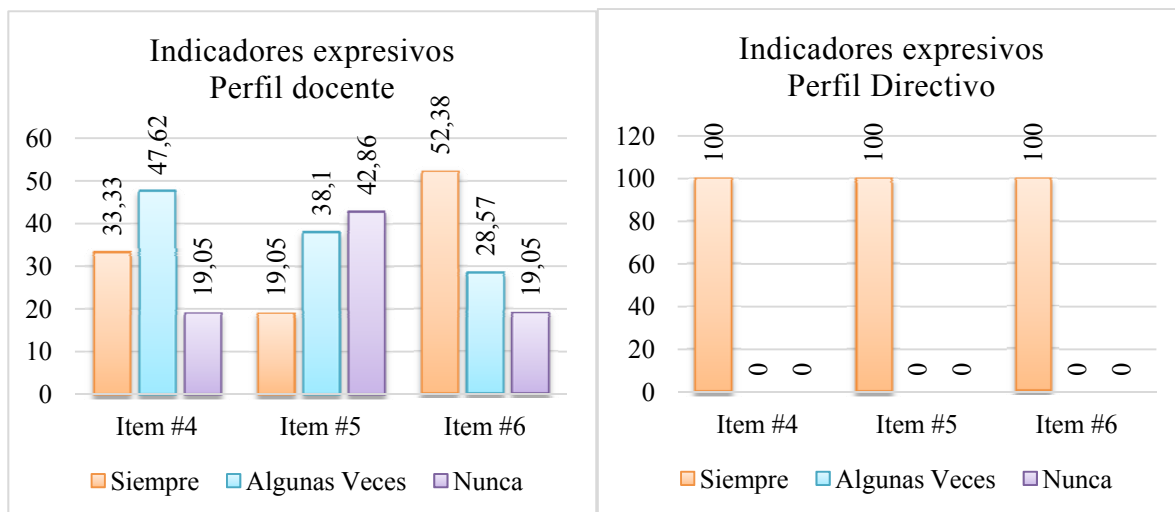 Indicadores expresivos
Perfil docente
60
50
40
30
20
10
0
33,33
47,62
19,05
19,05
38,1
42,86
52,38
28,57
19,05
Item #4
Item #5
Item #6
Siempre
Algunas Veces
Nunca
Indicadores expresivos
Perfil Directivo
120
100
80
60
40
20
0
100
0
0
100
0
0
100
0
0
Item #4
Item #5
Item #6
Siempre
Algunas Veces
Nunca